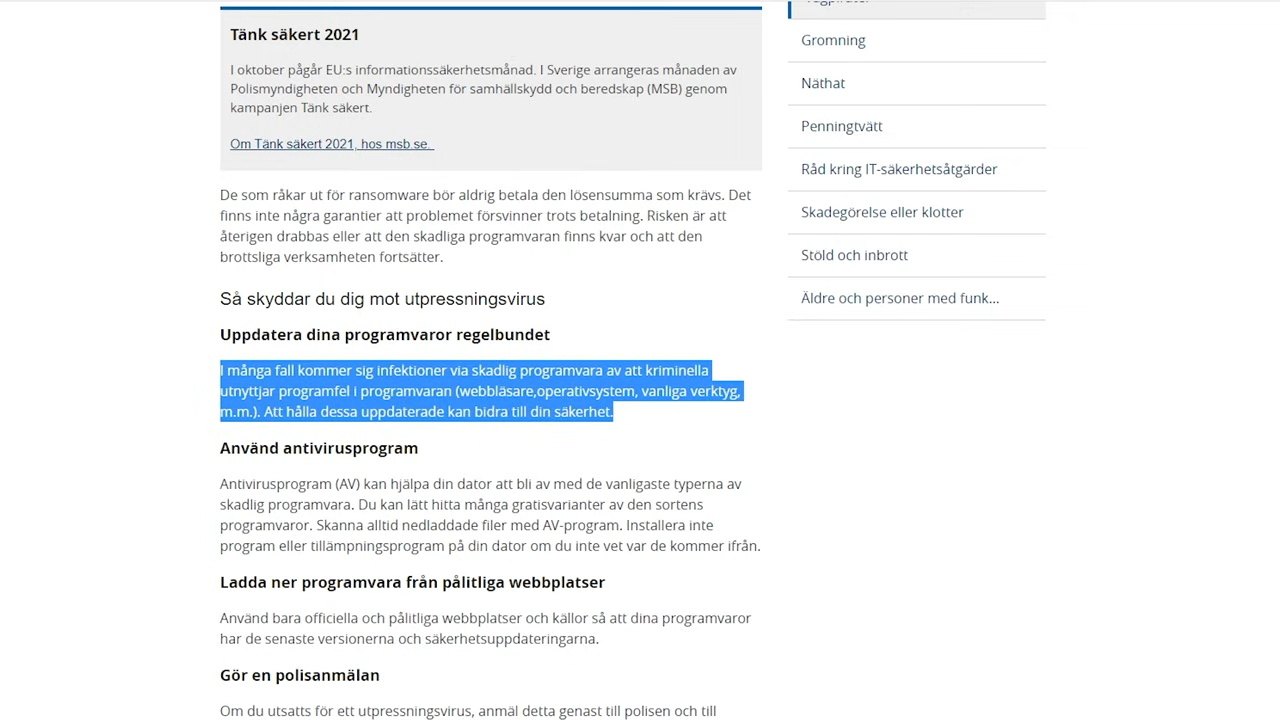 Tänk säkert 2021
I oktober pågår EU:s informationssäkerhetsmånad. I Sverige arrangeras månaden av
Polismyndigheten och Myndigheten för samhällskydd och beredskap (MSB) genom
kampanjen Tänk säkert.
Om Tänk säkert 2021, hos msb.se.
De som råkar ut för ransomware bör aldrig betala den lösensumma som krävs. Det
finns inte några garantier att problemet försvinner trots betalning. Risken är att
återigen drabbas eller att den skadliga programvaran finns kvar och att den
brottsliga verksamheten fortsätter.
Så skyddar du dig mot utpressningsvirus
Uppdatera dina programvaror regelbundet
I många fall kommer sig infektioner via skadlig programvara av att kriminella
utnyttjar programfel i programvaran (webbläsare,operativsystem, vanliga verktyg,
m.m.). Att hålla dessa uppdaterade kan bidra till din säkerhet.
Använd antivirusprogram
Antivirusprogram (AV) kan hjälpa din dator att bli av med de vanligaste typerna av
skadlig programvara. Du kan lätt hitta många gratisvarianter av den sortens
programvaror. Skanna alltid nedladdade filer med AV-program. Installera inte
program eller tillämpningsprogram på din dator om du inte vet var de kommer ifrån.
Ladda ner programvara från pålitliga webbplatser
Använd bara officiella och pålitliga webbplatser och källor så att dina programvaror
har de senaste versionerna och säkerhetsuppdateringarna.
Gör en polisanmälan
Om du utsatts för ett utpressningsvirus, anmäl detta genast till polisen och till
Gromning
Näthat
Penningtvätt
Råd kring IT-säkerhetsåtgärder
Skadegörelse eller klotter
Stöld och inbrott
Äldre och personer med funk...